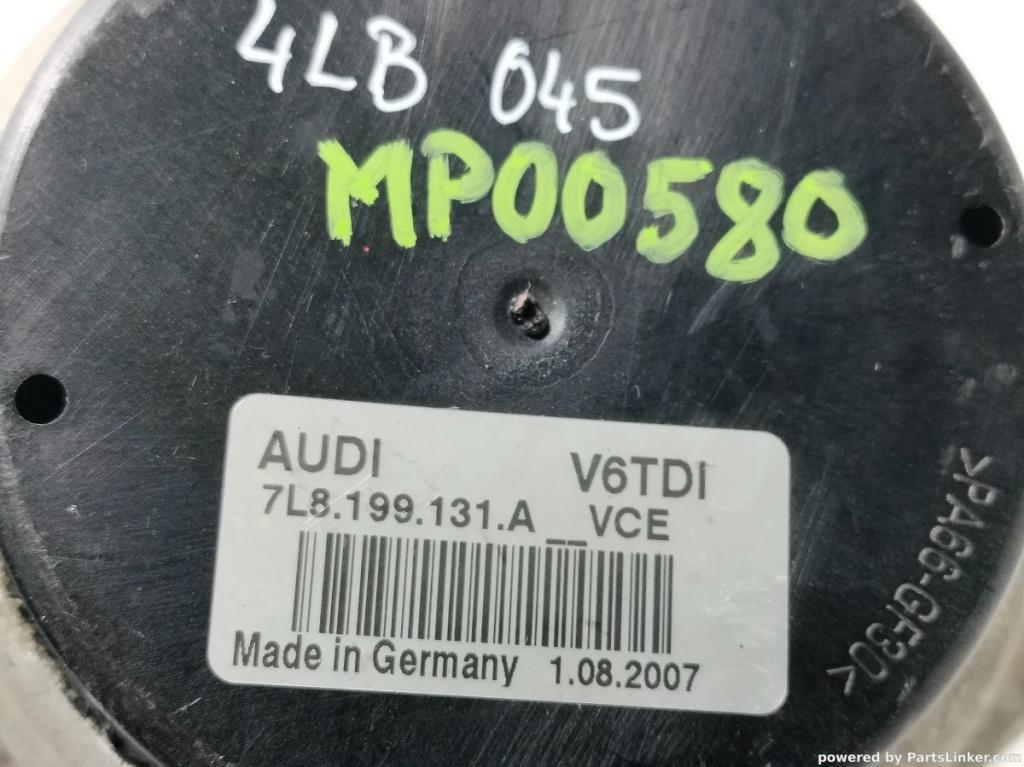 4LB 045
MP00580
AUDI V6TDI
7L8.199.131.A __VCE
Made in Germany 1.08.2007
>PA66-GF30<
powered by PartsLinker.com